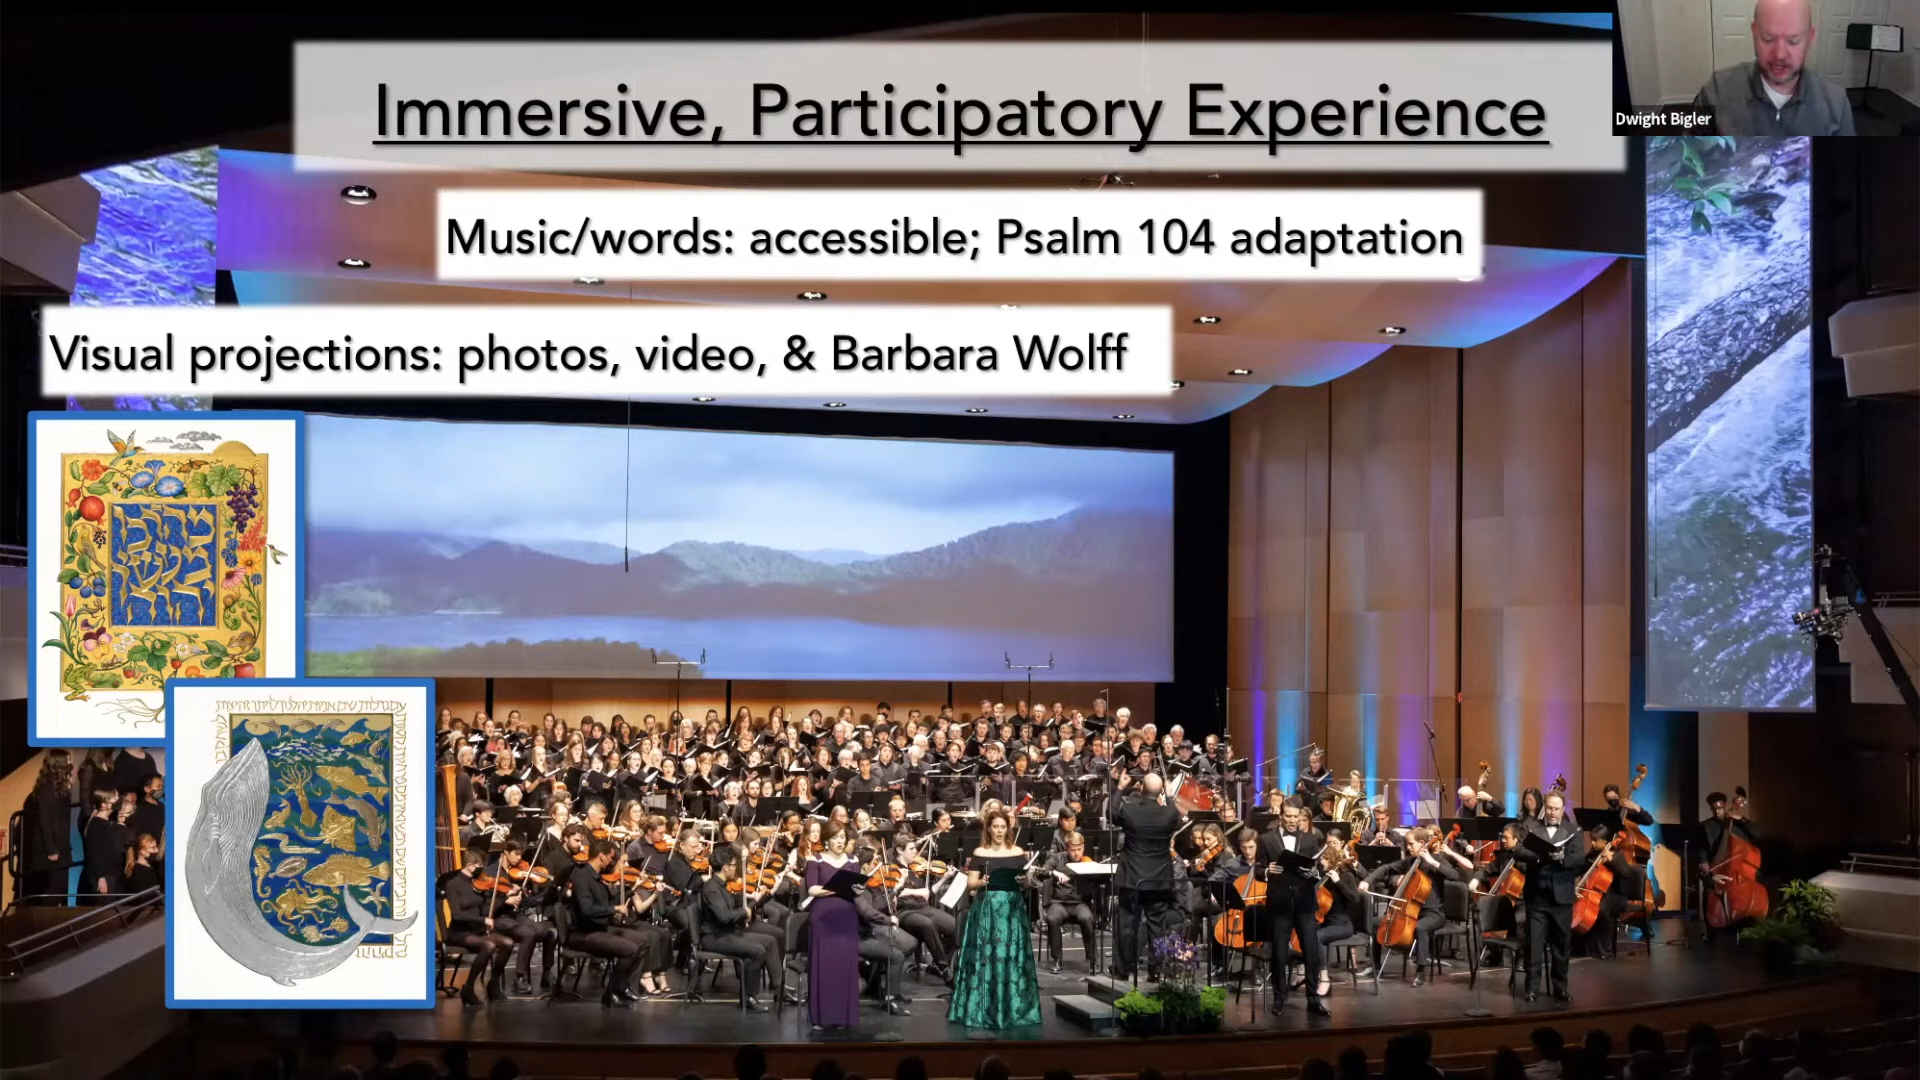 Immersive, Participatory Experience
Dwight Bigler
Music/words: accessible; Psalm 104 adaptation
Visual projections: photos, video, & Barbara Wolff